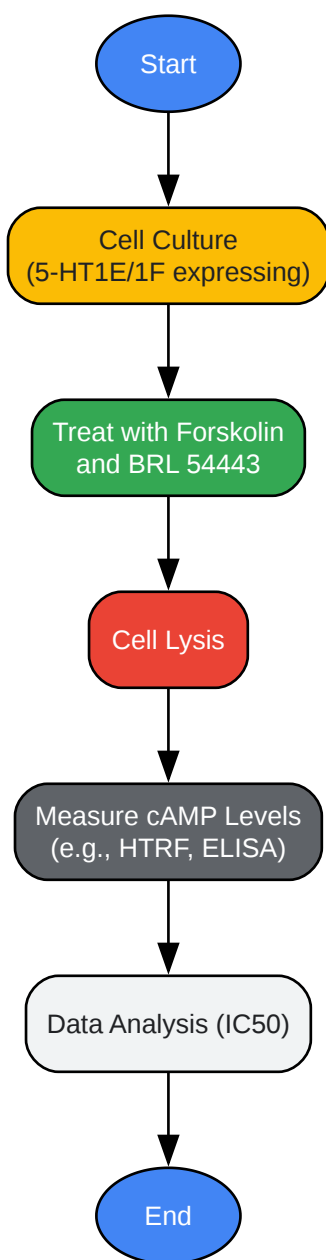 Start
Cell Culture
(5-HT1E/1F expressing)
Treat with Forskolin
and BRL 54443
Cell Lysis
Measure cAMP Levels
(e.g., HTRF, ELISA)
Data Analysis (IC50)
End